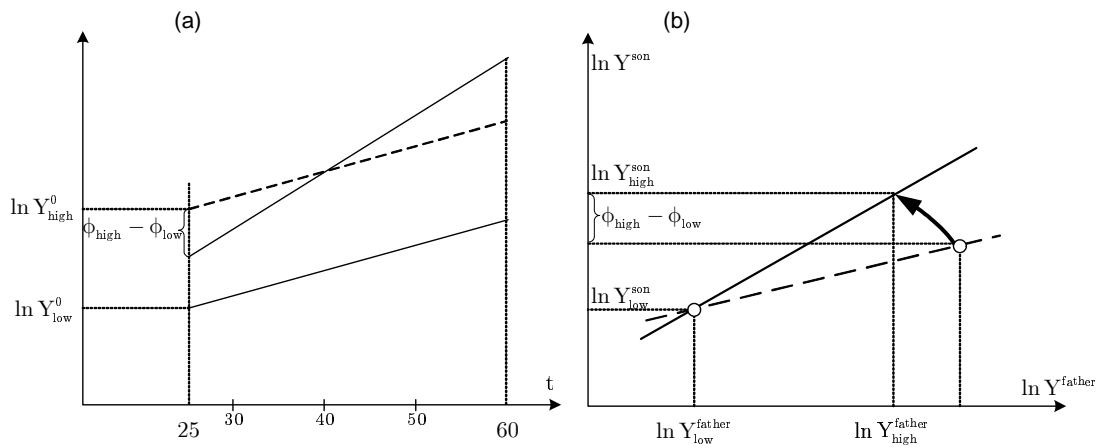 (a)
ln Y⁰high
ϕhigh − ϕlow
ln Y⁰low
t
25
30
40
50
60
(b)
ln Yˢᵒⁿ
ln Yˢᵒⁿhigh
ϕhigh − ϕlow
ln Yˢᵒⁿlow
ln Yᶠᵃᵗʰᵉʳ
ln Yᶠᵃᵗʰᵉʳlow
ln Yᶠᵃᵗʰᵉʳhigh